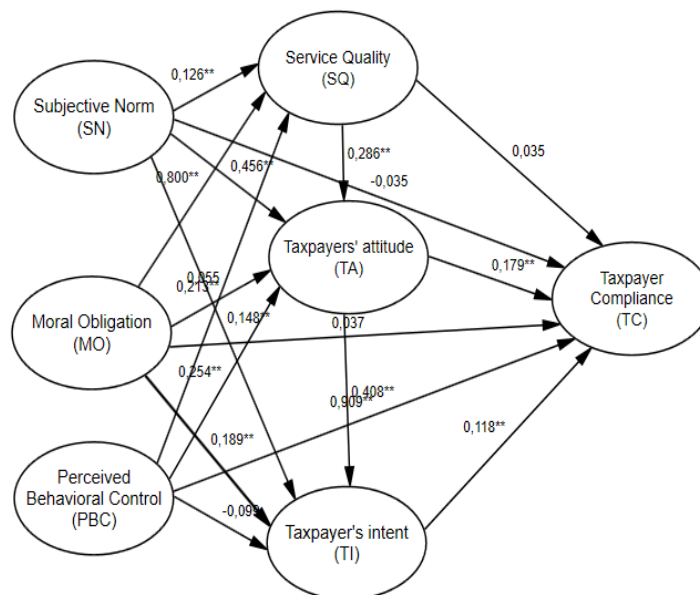 Service Quality
(SQ)
0,126**
Subjective Norm
(SN)
0,286**
0,035
0,456**
0,800**
-0,035
Taxpayers' attitude
(TA)
0,179**
Taxpayer
Compliance
(TC)
0,055
0,213**
0,148**
0,037
Moral Obligation
(MO)
0,254**
0,408**
0,909**
0,118**
0,189**
Perceived
Behavioral Control
(PBC)
Taxpayer's intent
(TI)